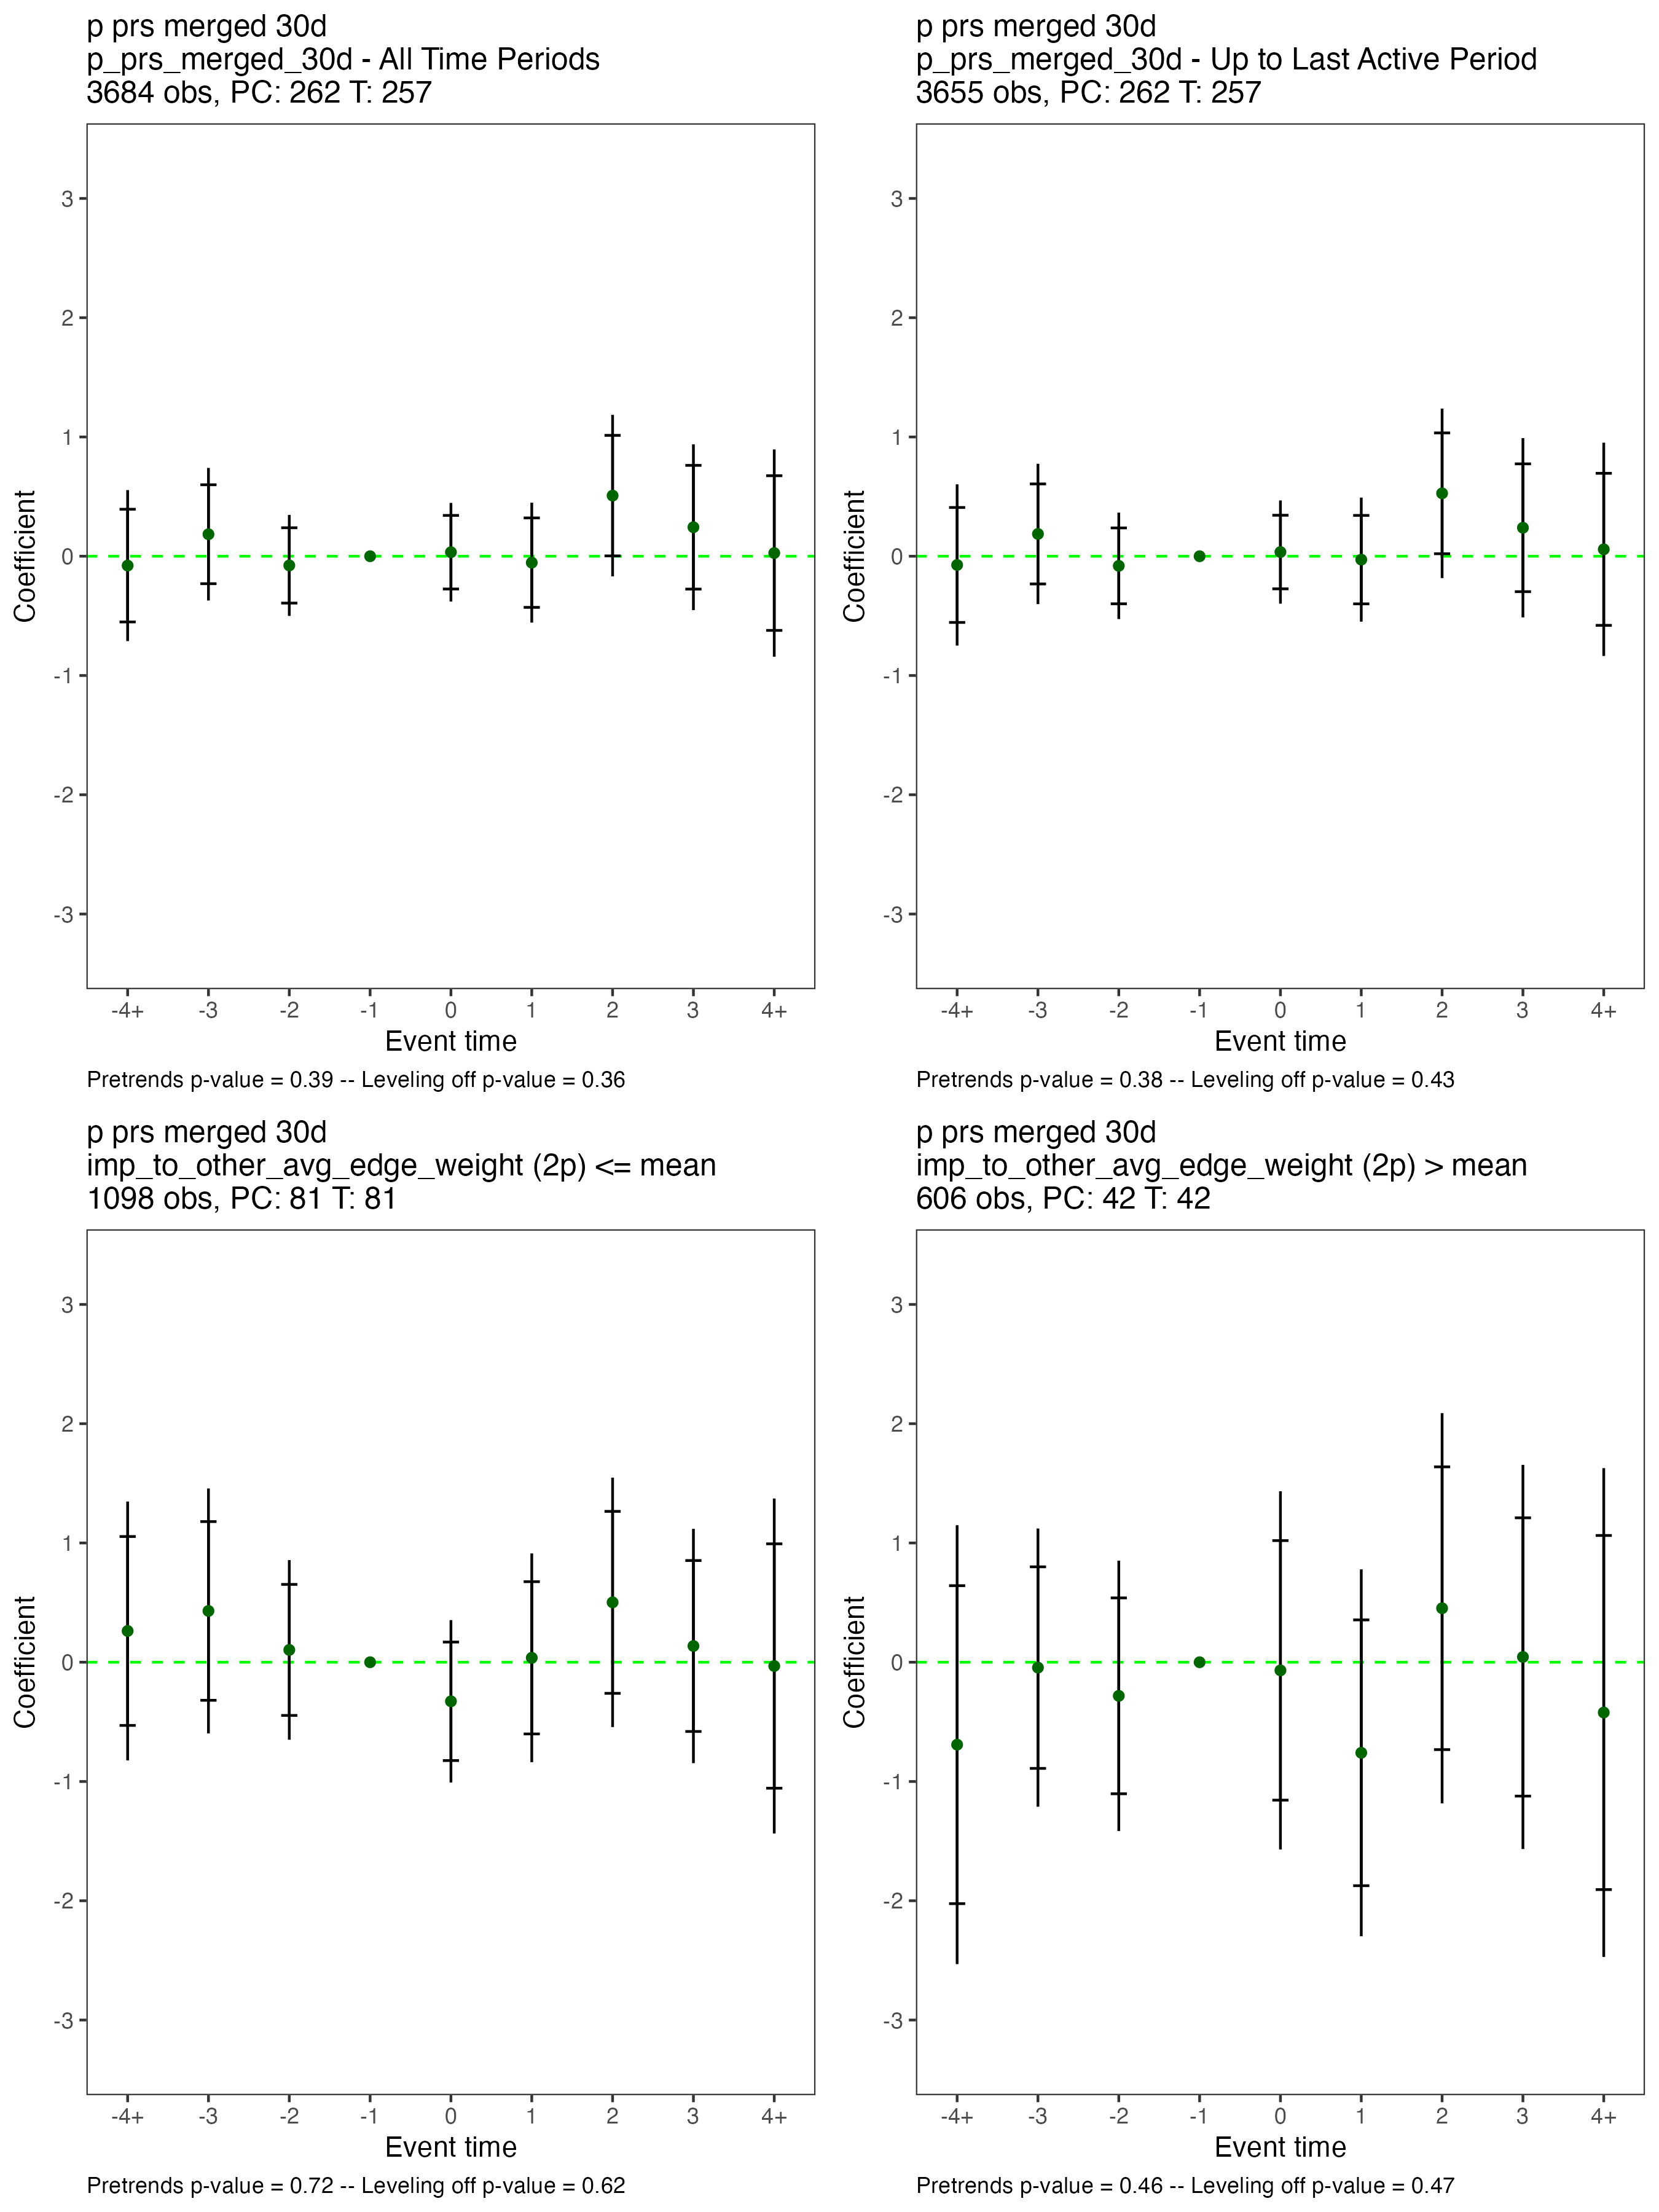 p prs merged 30d
p_prs_merged_30d - All Time Periods
3684 obs, PC: 262 T: 257
3
2
1
0
-1
-2
-3
Coefficient
-4+ -3 -2 -1 0 1 2 3 4+
Event time
Pretrends p-value = 0.39 -- Leveling off p-value = 0.36
p prs merged 30d
p_prs_merged_30d - Up to Last Active Period
3655 obs, PC: 262 T: 257
3
2
1
0
-1
-2
-3
Coefficient
-4+ -3 -2 -1 0 1 2 3 4+
Event time
Pretrends p-value = 0.38 -- Leveling off p-value = 0.43
p prs merged 30d
imp_to_other_avg_edge_weight (2p) <= mean
1098 obs, PC: 81 T: 81
3
2
1
0
-1
-2
-3
Coefficient
-4+ -3 -2 -1 0 1 2 3 4+
Event time
Pretrends p-value = 0.72 -- Leveling off p-value = 0.62
p prs merged 30d
imp_to_other_avg_edge_weight (2p) > mean
606 obs, PC: 42 T: 42
3
2
1
0
-1
-2
-3
Coefficient
-4+ -3 -2 -1 0 1 2 3 4+
Event time
Pretrends p-value = 0.46 -- Leveling off p-value = 0.47